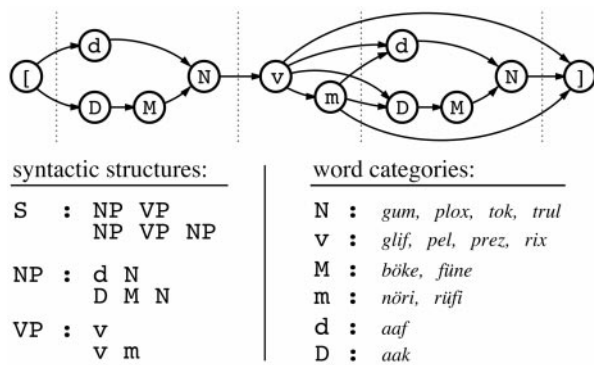 [ d D M N v m d D M N ]
syntactic structures:
S : NP VP
NP VP NP
NP : d N
D M N
VP : v
v m
word categories:
N : gum, plox, tok, trul
v : glif, pel, prez, rix
M : böke, füne
m : nöri, rüfi
d : aaf
D : aak